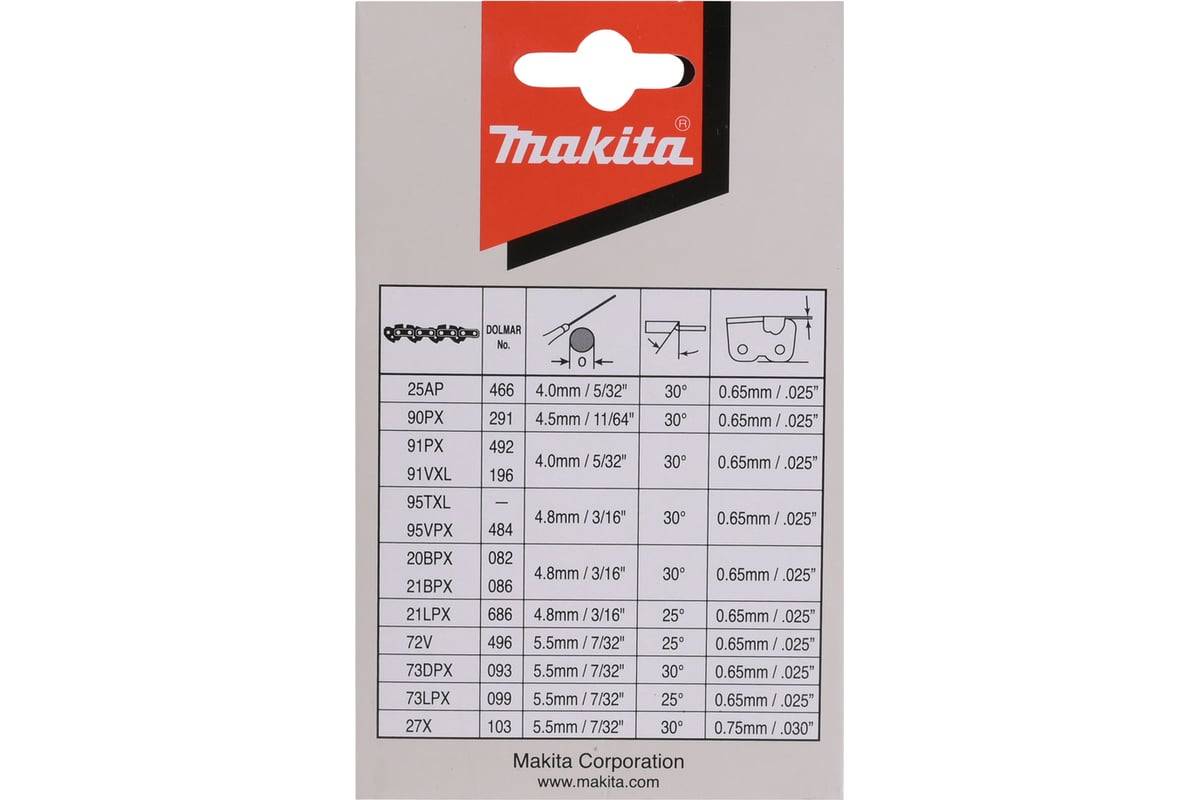 makita®
DOLMAR
No.
O
25AP 466 4.0mm / 5/32" 30° 0.65mm / .025”
90PX 291 4.5mm / 11/64" 30° 0.65mm / .025”
91PX 492
4.0mm / 5/32" 30° 0.65mm / .025”
91VXL 196
95TXL —
4.8mm / 3/16" 30° 0.65mm / .025”
95VPX 484
20BPX 082
4.8mm / 3/16" 30° 0.65mm / .025”
21BPX 086
21LPX 686 4.8mm / 3/16" 25° 0.65mm / .025”
72V 496 5.5mm / 7/32" 25° 0.65mm / .025”
73DPX 093 5.5mm / 7/32" 30° 0.65mm / .025”
73LPX 099 5.5mm / 7/32" 25° 0.65mm / .025”
27X 103 5.5mm / 7/32" 30° 0.75mm / .030”
Makita Corporation
www.makita.com